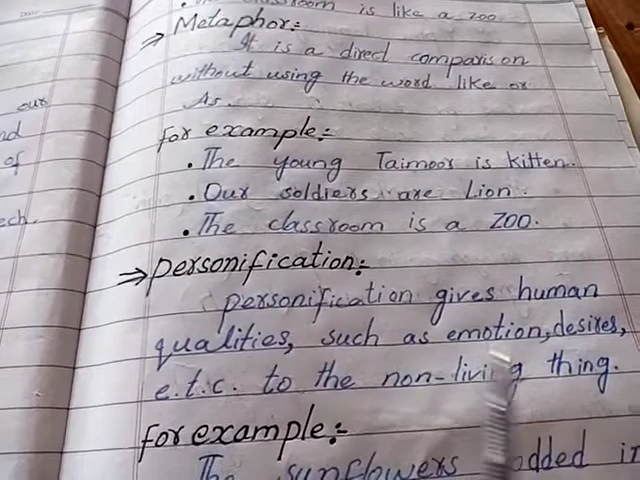 is like a zoo
⇒ Metaphor:-
It is a direct comparison
without using the word like or
As.
for example:-
. The young Taimoor is kitten.
. Our soldiers are Lion.
. The classroom is a ZOO.
⇒ Personification:-
personification gives human
qualities, such as emotion, desires,
e.t.c. to the non-living thing.
for example:-
The sunflowers
our
of